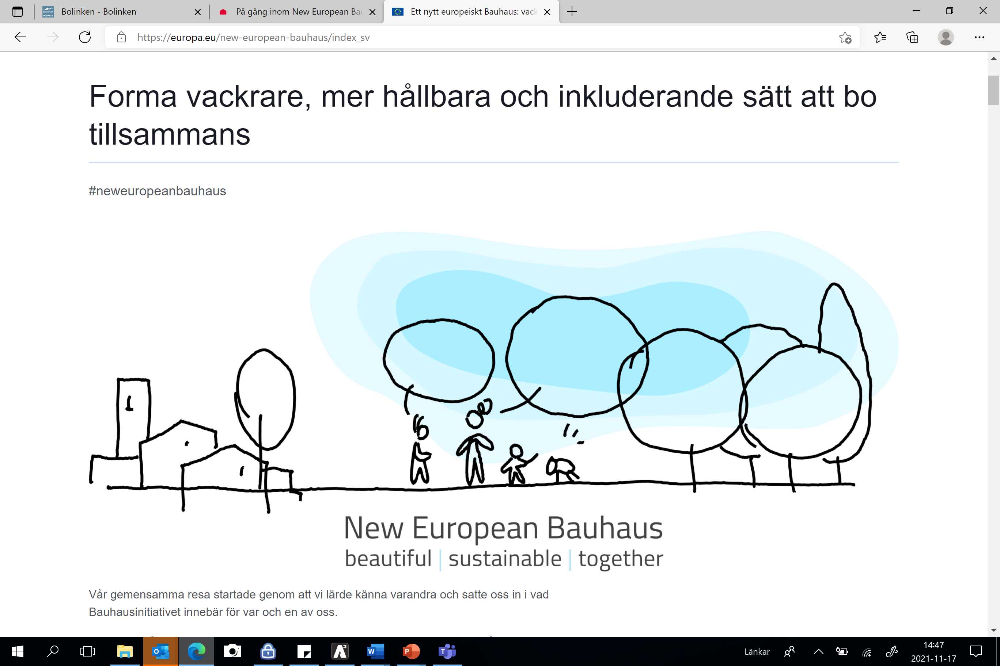 Bolinken - Bolinken
På gång inom New European Ba
Ett nytt europeiskt Bauhaus: vack
https://europa.eu/new-european-bauhaus/index_sv
Forma vackrare, mer hållbara och inkluderande sätt att bo
tillsammans
#neweuropeanbauhaus
New European Bauhaus
beautiful | sustainable | together
Vår gemensamma resa startade genom att vi lärde känna varandra och satte oss in i vad
Bauhausinitiativet innebär för var och en av oss.
Länkar
14:47
2021-11-17